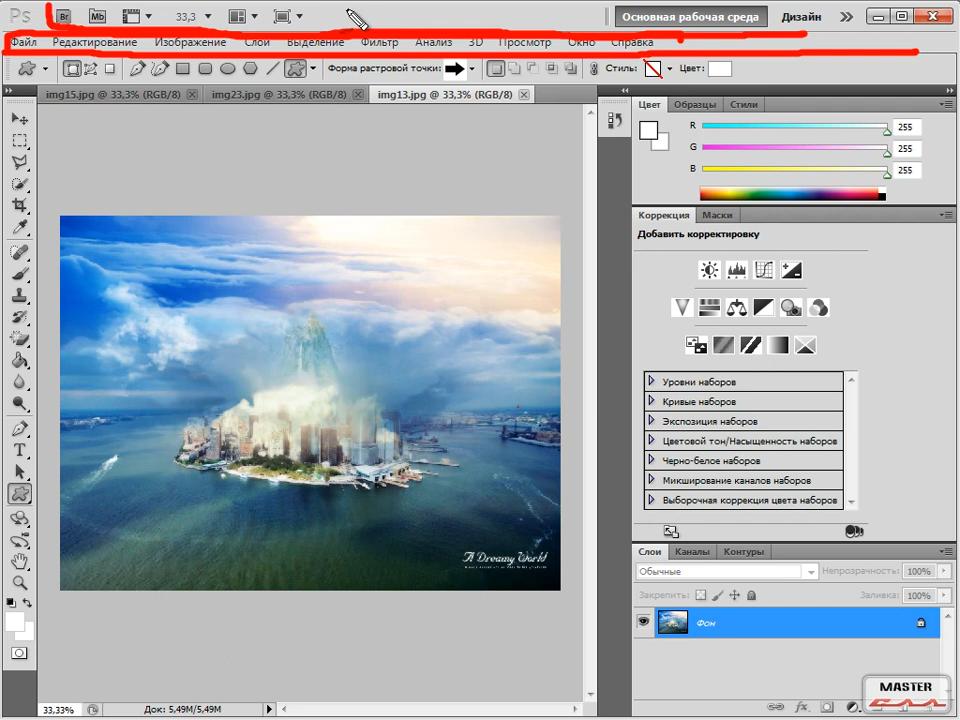 Ps Br Mb 33,3 Основная рабочая среда Дизайн
Файл Редактирование Изображение Слои Выделение Фильтр Анализ 3D Просмотр Окно Справка
Форма растровой точки: Стиль: Цвет:
img15.jpg @ 33,3% (RGB/8) img23.jpg @ 33,3% (RGB/8) img13.jpg @ 33,3% (RGB/8)
Цвет Образцы Стили
R 255
G 255
B 255
Коррекция Маски
Добавить корректировку
Уровни наборов
Кривые наборов
Экспозиция наборов
Цветовой тон/Насыщенность наборов
Черно-белое наборов
Микширование каналов наборов
Выборочная коррекция цвета наборов
A Dreamy World
Слои Каналы Контуры
Обычные Непрозрачность: 100%
Закрепить: Заливка: 100%
Фон
MASTER
33,33% Док: 5,49M/5,49M